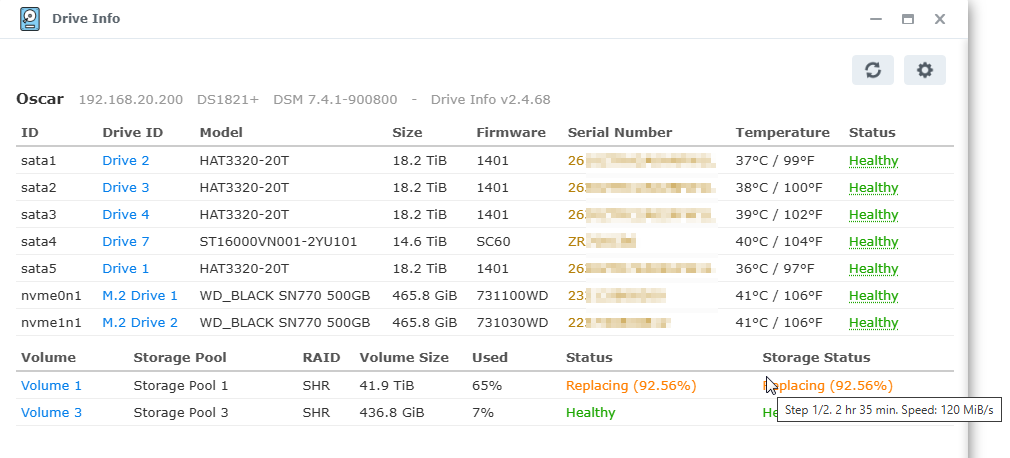 Drive Info
Oscar 192.168.20.200 DS1821+ DSM 7.4.1-900800 - Drive Info v2.4.68
ID Drive ID Model Size Firmware Serial Number Temperature Status
sata1 Drive 2 HAT3320-20T 18.2 TiB 1401 26 37°C / 99°F Healthy
sata2 Drive 3 HAT3320-20T 18.2 TiB 1401 26 38°C / 100°F Healthy
sata3 Drive 4 HAT3320-20T 18.2 TiB 1401 26 39°C / 102°F Healthy
sata4 Drive 7 ST16000VN001-2YU101 14.6 TiB SC60 ZR 40°C / 104°F Healthy
sata5 Drive 1 HAT3320-20T 18.2 TiB 1401 26 36°C / 97°F Healthy
nvme0n1 M.2 Drive 1 WD_BLACK SN770 500GB 465.8 GiB 731100WD 23 41°C / 106°F Healthy
nvme1n1 M.2 Drive 2 WD_BLACK SN770 500GB 465.8 GiB 731030WD 22 41°C / 106°F Healthy
Volume Storage Pool RAID Volume Size Used Status Storage Status
Volume 1 Storage Pool 1 SHR 41.9 TiB 65% Replacing (92.56%) Replacing (92.56%)
Volume 3 Storage Pool 3 SHR 436.8 GiB 7% Healthy
Step 1/2. 2 hr 35 min. Speed: 120 MiB/s